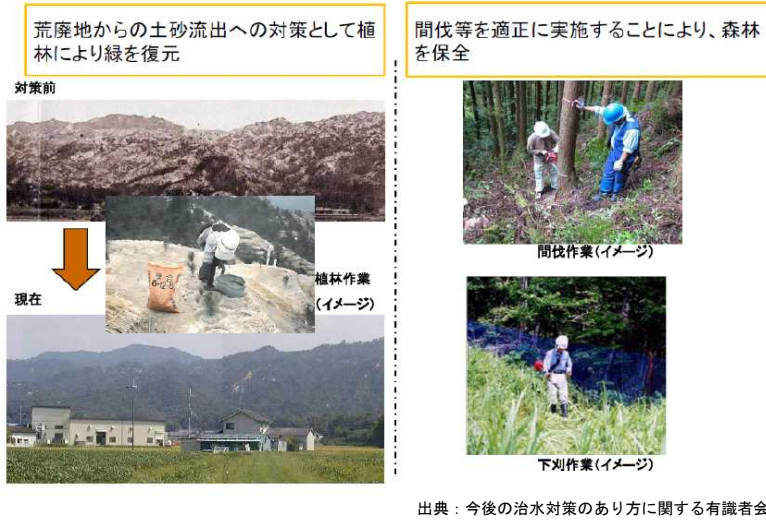 荒廃地からの土砂流出への対策として植
林により緑を復元
対策前
植林作業
(イメージ)
現在
間伐等を適正に実施することにより、森林
を保全
間伐作業(イメージ)
下刈作業(イメージ)
出典：今後の治水対策のあり方に関する有識者会